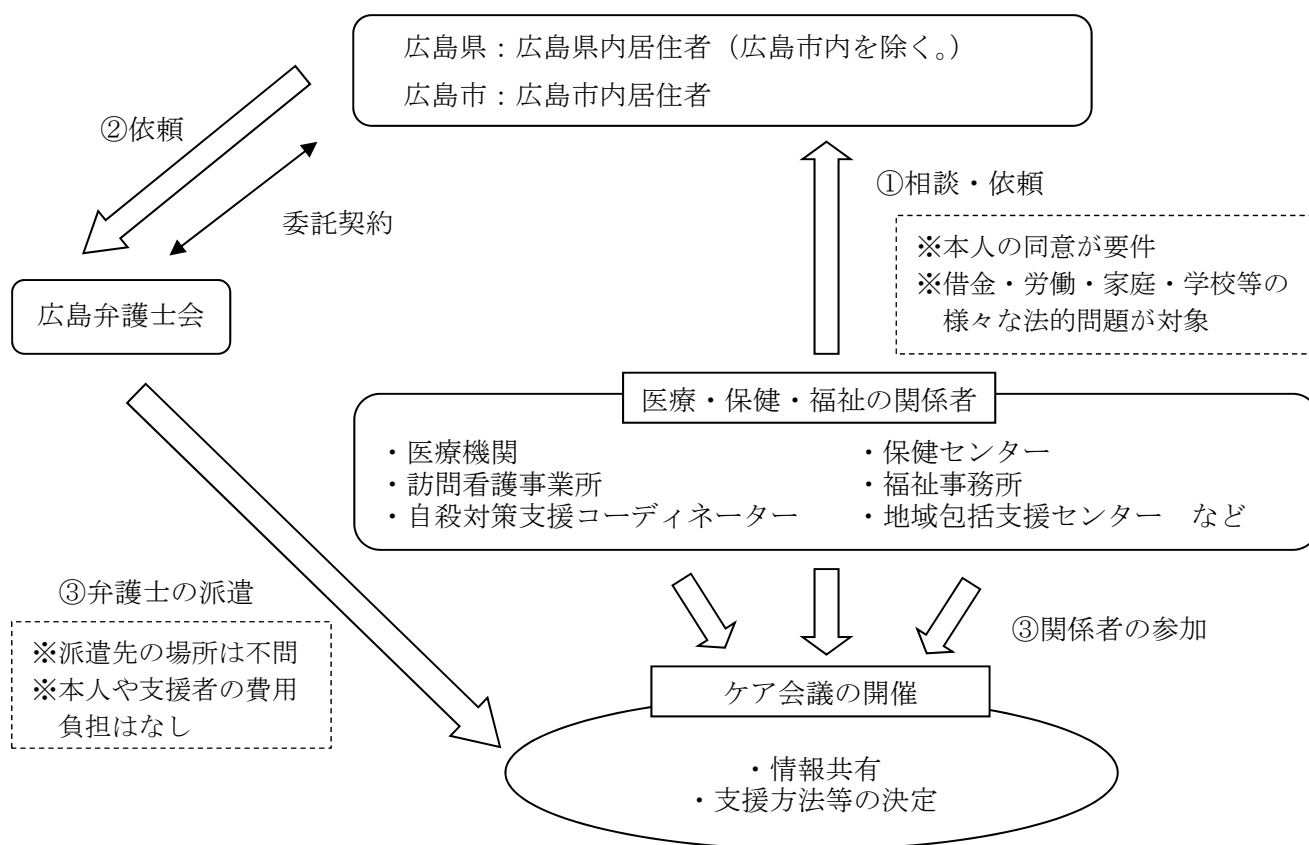 広島県：広島県内居住者（広島市内を除く。）
広島市：広島市内居住者
②依頼
委託契約
①相談・依頼
※本人の同意が要件
※借金・労働・家庭・学校等の
様々な法的問題が対象
広島弁護士会
医療・保健・福祉の関係者
・医療機関
・訪問看護事業所
・自殺対策支援コーディネーター
・保健センター
・福祉事務所
・地域包括支援センター　など
③弁護士の派遣
※派遣先の場所は不問
※本人や支援者の費用
負担はなし
③関係者の参加
ケア会議の開催
・情報共有
・支援方法等の決定